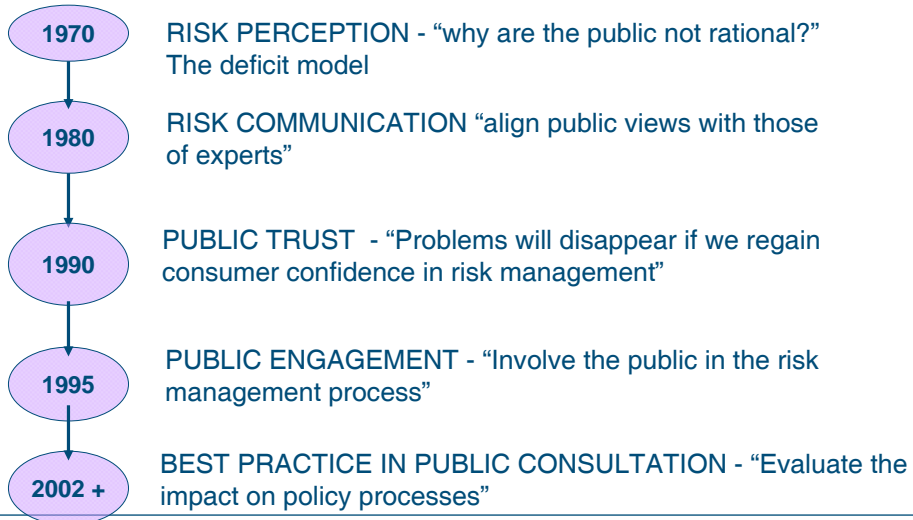 1970
RISK PERCEPTION - “why are the public not rational?”
The deficit model
1980
RISK COMMUNICATION “align public views with those
of experts”
1990
PUBLIC TRUST - “Problems will disappear if we regain
consumer confidence in risk management”
1995
PUBLIC ENGAGEMENT - “Involve the public in the risk
management process”
2002 +
BEST PRACTICE IN PUBLIC CONSULTATION - “Evaluate the
impact on policy processes”